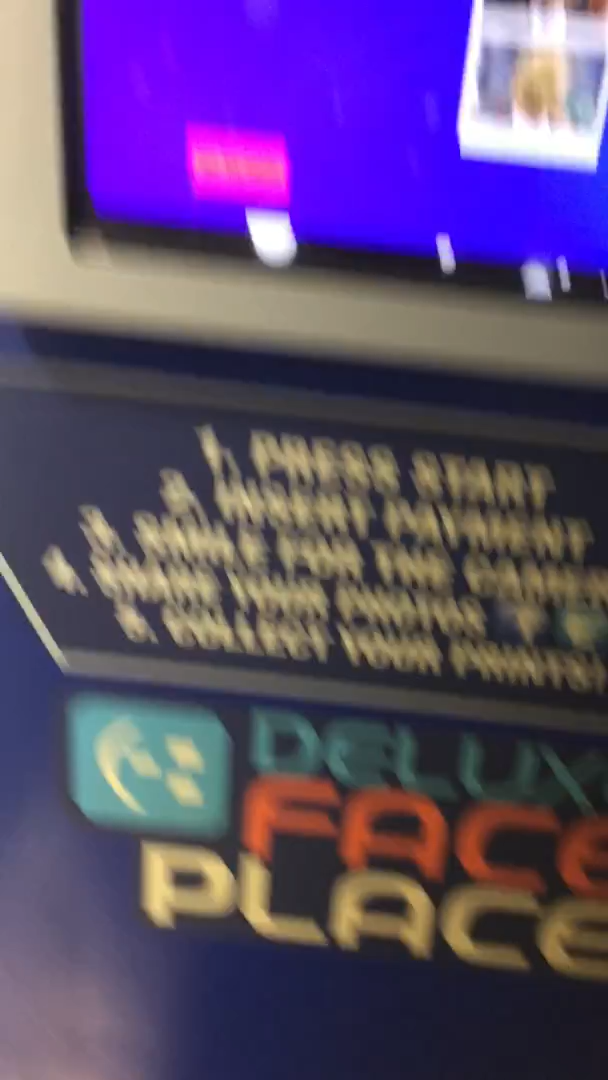 1. PRESS START
2. INSERT PAYMENT
3. SMILE FOR THE CAMERA
4. SHARE YOUR PHOTOS
5. COLLECT YOUR PRINTS!
DELUX
FACE
PLACE